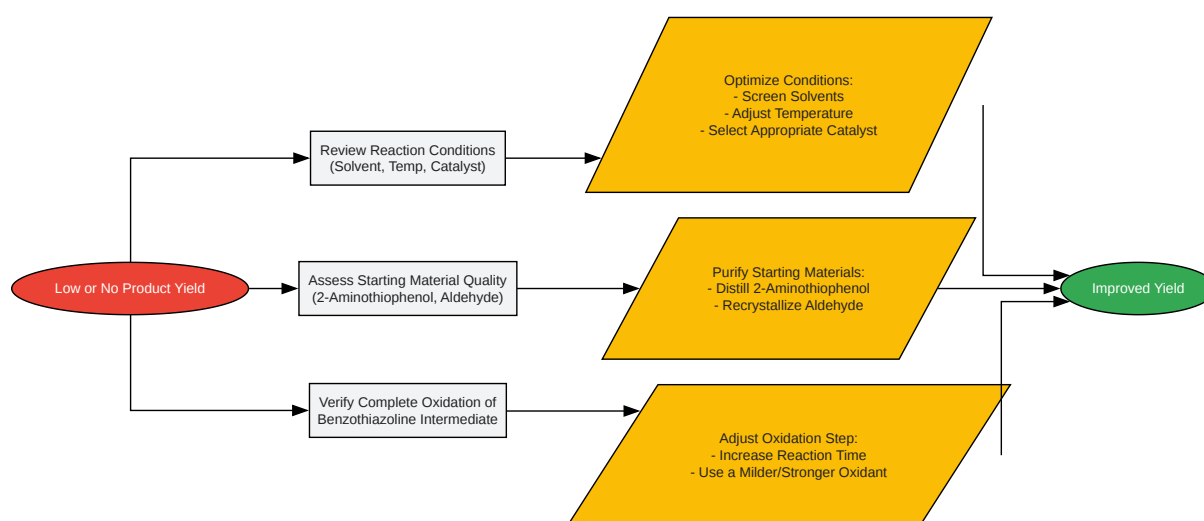 Low or No Product Yield
Review Reaction Conditions
(Solvent, Temp, Catalyst)
Optimize Conditions:
- Screen Solvents
- Adjust Temperature
- Select Appropriate Catalyst
Assess Starting Material Quality
(2-Aminothiophenol, Aldehyde)
Purify Starting Materials:
- Distill 2-Aminothiophenol
- Recrystallize Aldehyde
Verify Complete Oxidation of
Benzothiazoline Intermediate
Adjust Oxidation Step:
- Increase Reaction Time
- Use a Milder/Stronger Oxidant
Improved Yield